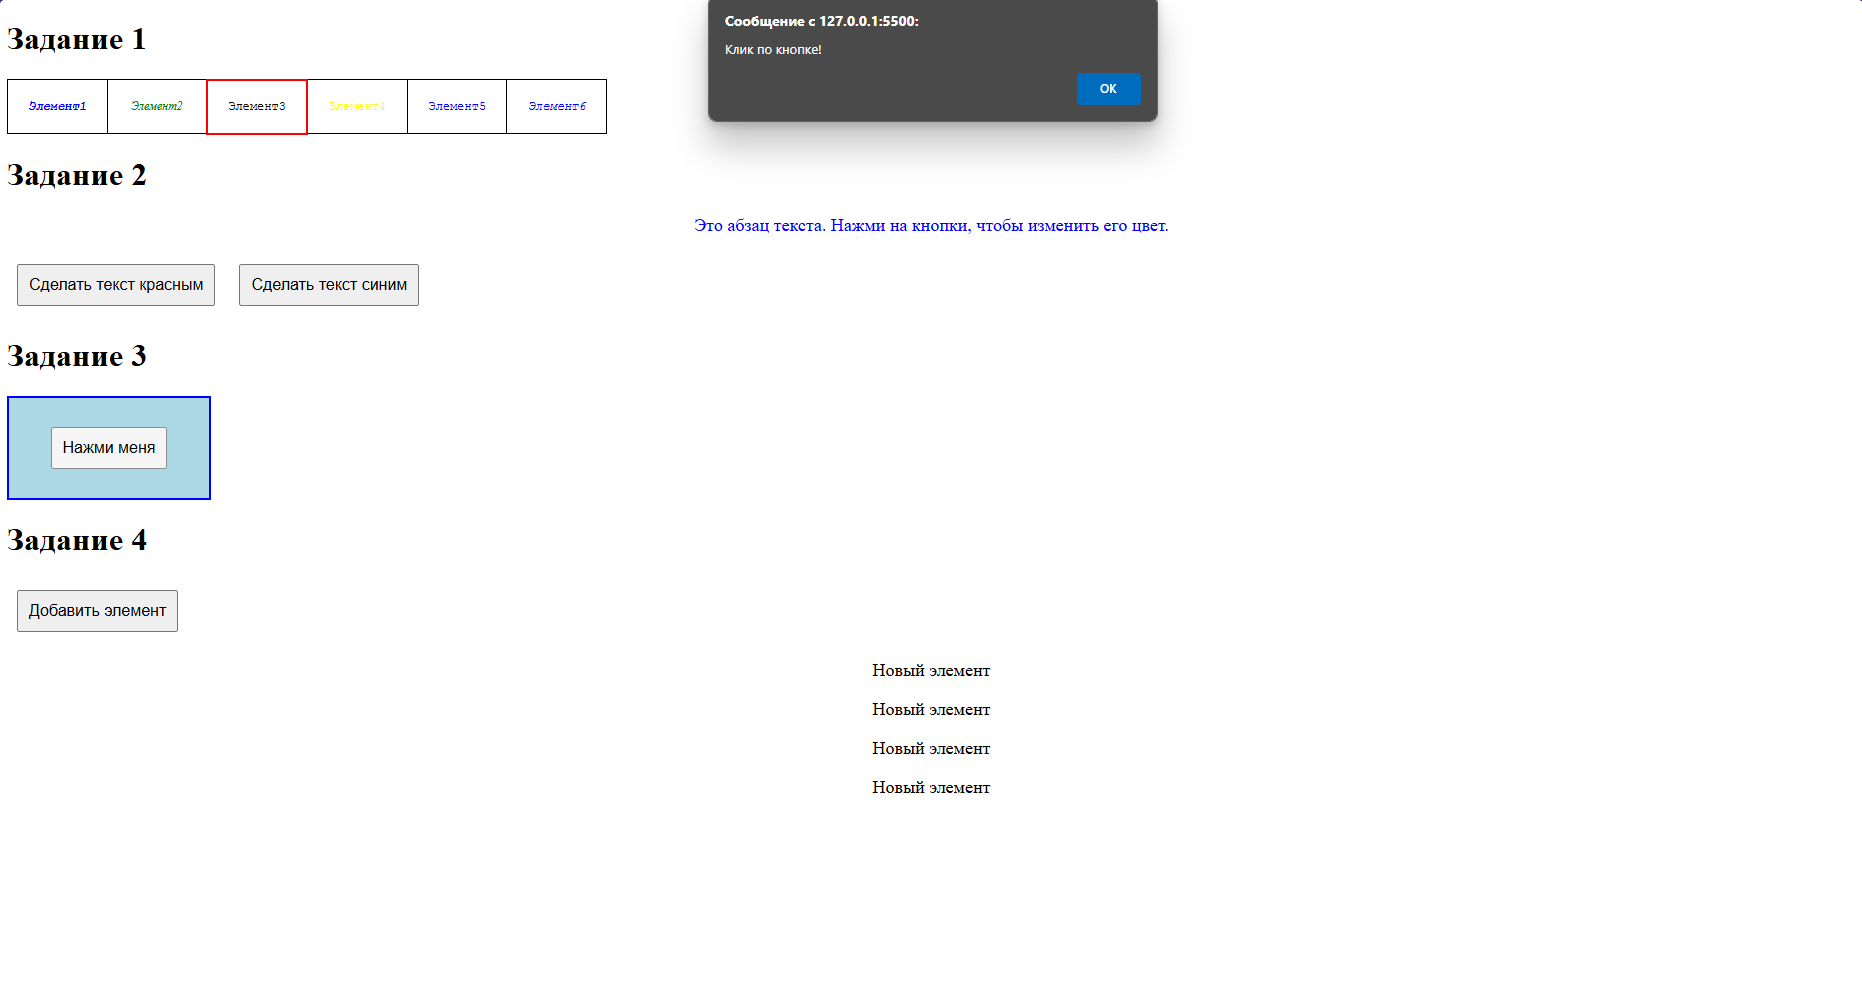 Сообщение с 127.0.0.1:5500:
Клик по кнопке!
ОК
Задание 1
Элемент1 Элемент2 Элемент3 Элемент4 Элемент5 Элемент6
Задание 2
Это абзац текста. Нажми на кнопки, чтобы изменить его цвет.
Сделать текст красным Сделать текст синим
Задание 3
Нажми меня
Задание 4
Добавить элемент
Новый элемент
Новый элемент
Новый элемент
Новый элемент